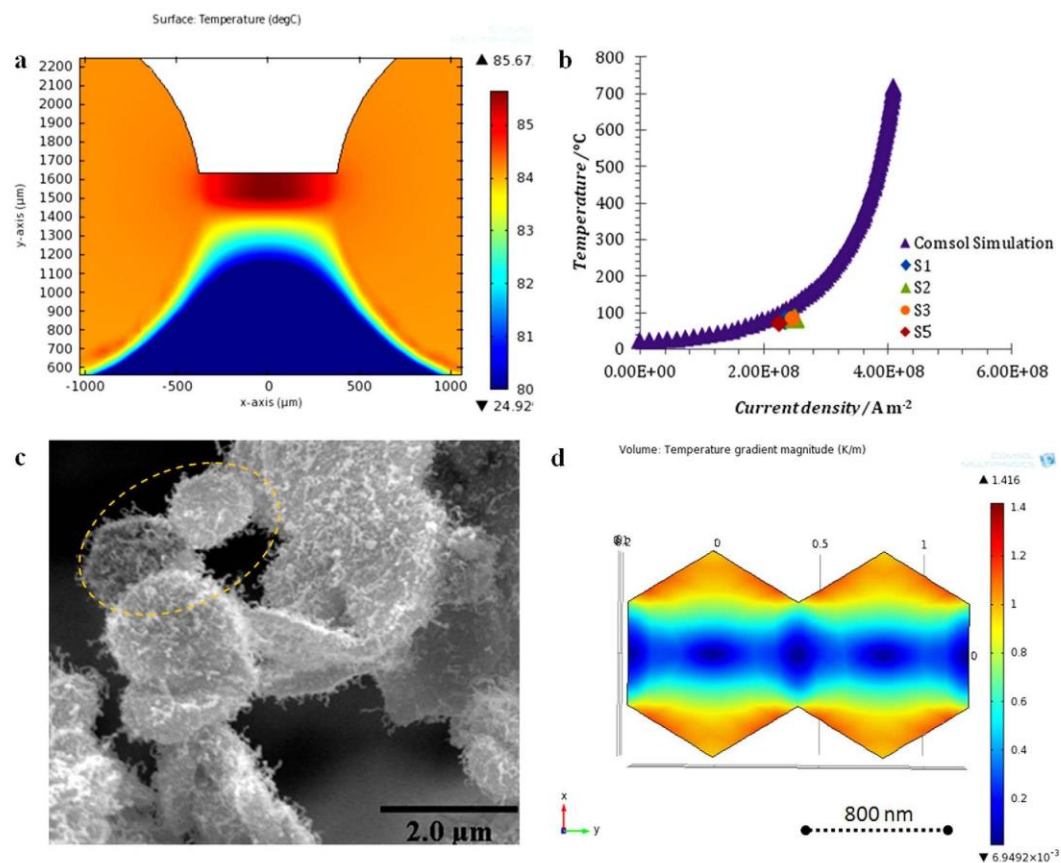 Surface: Temperature (degC)
a
2200
2100
2000
1900
1800
1700
1600
1500
1400
1300
1200
1100
1000
900
800
700
600
y-axis (μm)
-1000
-500
0
500
1000
x-axis (μm)
▲ 85.67
85
84
83
82
81
80
▼ 24.92
b
800
700
600
500
400
300
200
100
0
Temperature /°C
0.00E+00 2.00E+08 4.00E+08 6.00E+08
Current density / A m-2
Comsol Simulation
S1
S2
S3
S5
c
2.0 μm
d
Volume: Temperature gradient magnitude (K/m)
COMSOL
MULTIPHYSICS
▲ 1.416
0 0.5 1
0
1.4
1.2
1
0.8
0.6
0.4
0.2
▼ 6.9492×10-3
x
y
800 nm